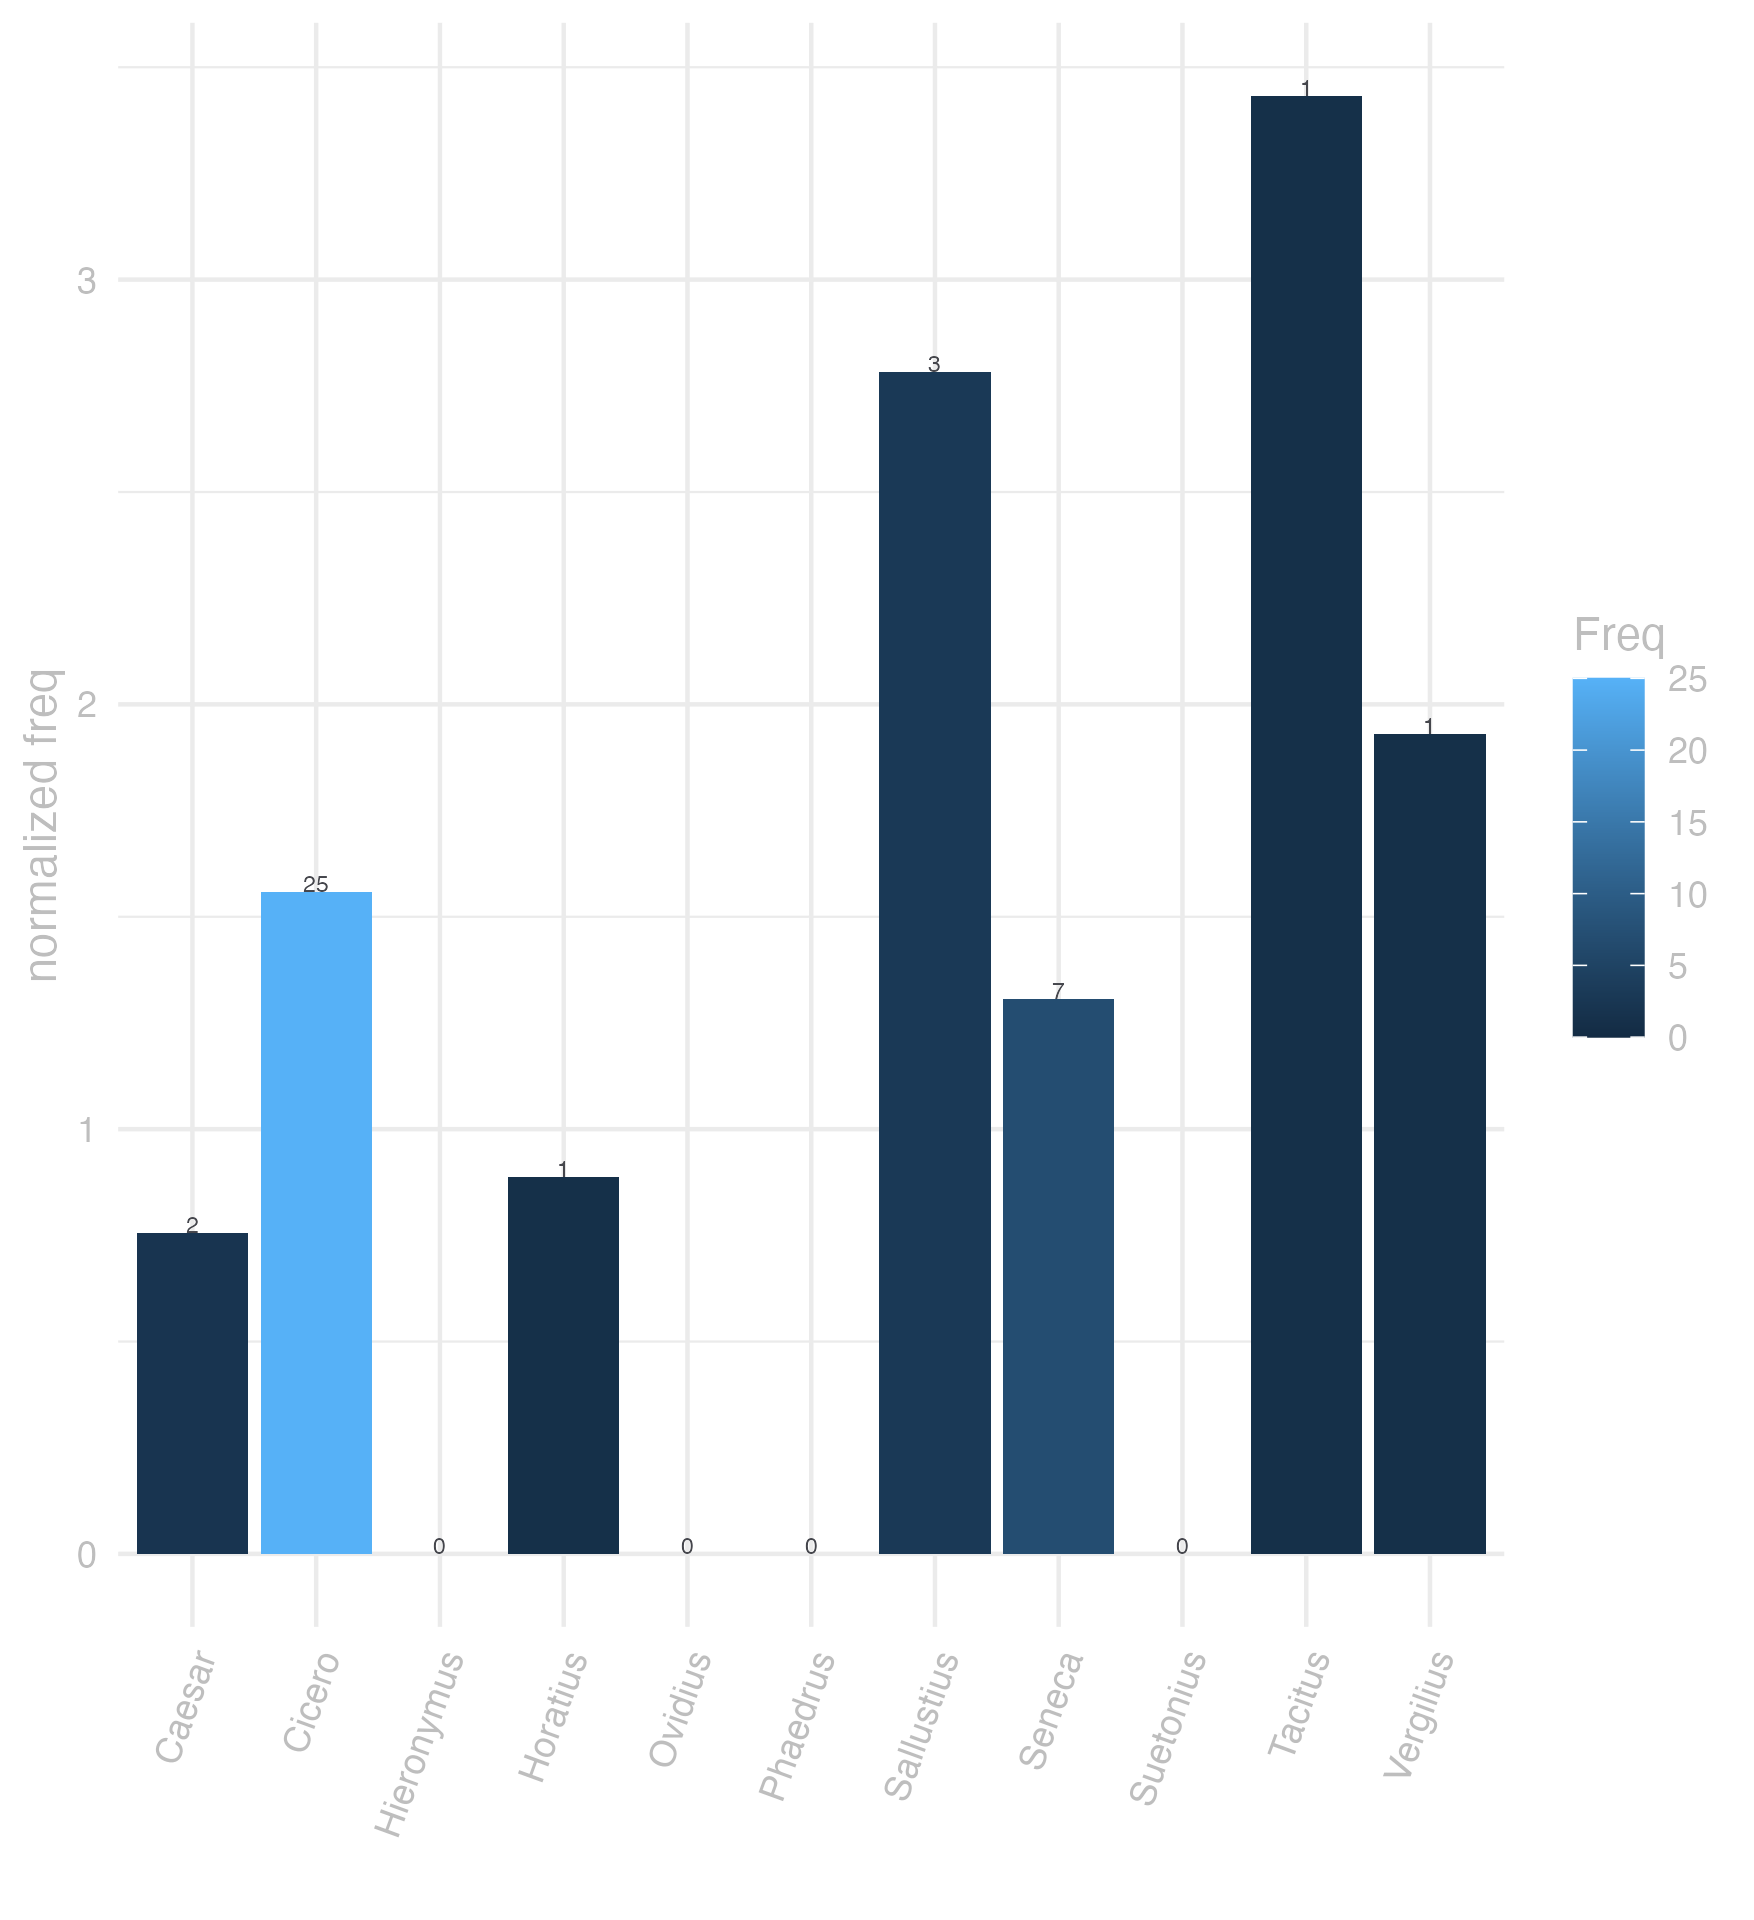 normalized freq
3
2
1
0
2
25
0
1
0
0
3
7
0
1
1
Caesar
Cicero
Hieronymus
Horatius
Ovidius
Phaedrus
Sallustius
Seneca
Suetonius
Tacitus
Vergilius
Freq
25
20
15
10
5
0